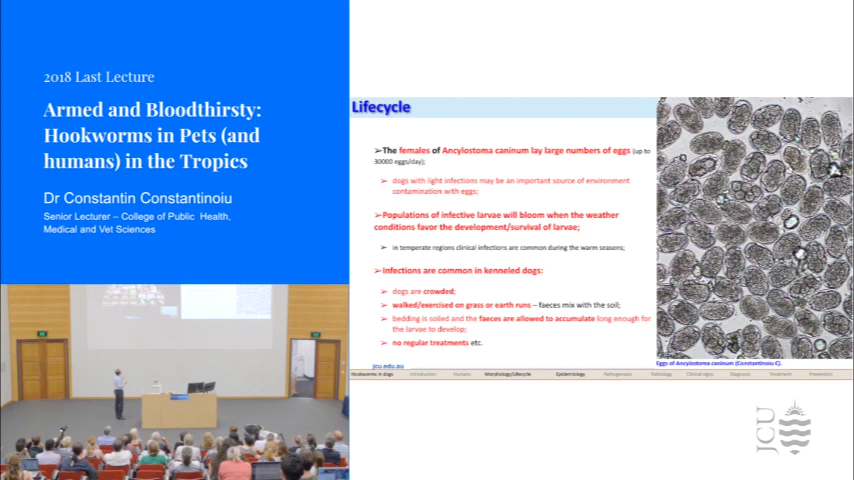 2018 Last Lecture
Armed and Bloodthirsty:
Hookworms in Pets (and
humans) in the Tropics
Dr Constantin Constantinoiu
Senior Lecturer – College of Public Health,
Medical and Vet Sciences
Lifecycle
➢The females of Ancylostoma caninum lay large numbers of eggs (up to
30000 eggs/day);
➢ dogs with light infections may be an important source of environment
contamination with eggs;
➢Populations of infective larvae will bloom when the weather
conditions favor the development/survival of larvae;
➢ in temperate regions clinical infections are common during the warm seasons;
➢Infections are common in kenneled dogs:
➢ dogs are crowded;
➢ walked/exercised on grass or earth runs – faeces mix with the soil;
➢ bedding is soiled and the faeces are allowed to accumulate long enough for
the larvae to develop;
➢ no regular treatments etc.
jcu.edu.au
Eggs of Ancylostoma caninum (Constantinoiu C).
Hookworms in dogs Introduction Humans Morphology/Lifecycle Epidemiology Pathogenesis Pathology Clinical signs Diagnosis Treatment Prevention
JCU